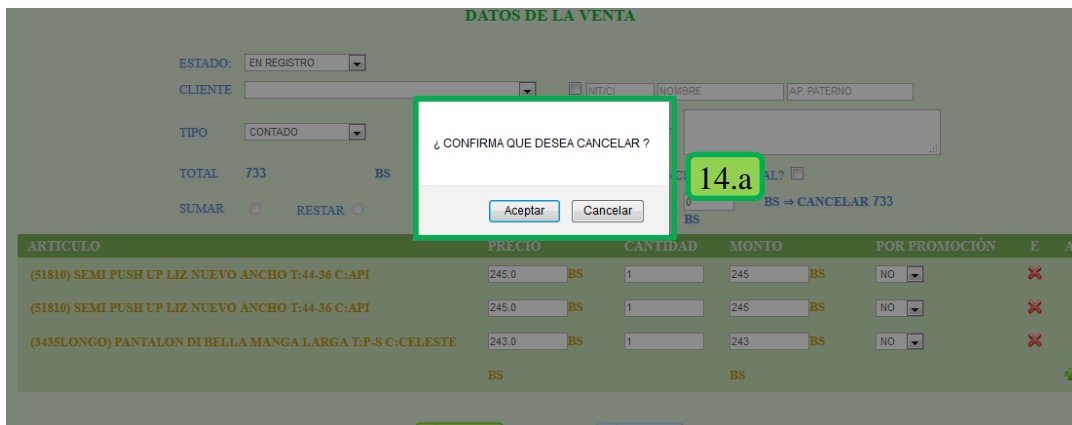 DATOS DE LA VENTA
ESTADO: EN REGISTRO
CLIENTE NIT/CI NOMBRE AP. PATERNO
TIPO CONTADO
¿ CONFIRMA QUE DESEA CANCELAR ?
TOTAL 733 BS AL?
14.a
SUMAR RESTAR 0 BS ⇒ CANCELAR 733
BS
Aceptar Cancelar
ARTICULO PRECIO CANTIDAD MONTO POR PROMOCIÓN E A
(51810) SEMI PUSH UP LIZ NUEVO ANCHO T:44-36 C:API 245.0 BS 1 245 BS NO
(51810) SEMI PUSH UP LIZ NUEVO ANCHO T:44-36 C:API 245.0 BS 1 245 BS NO
(3435LONGO) PANTALON DI BELLA MANGA LARGA T:P-S C:CELESTE 243.0 BS 1 243 BS NO
BS BS